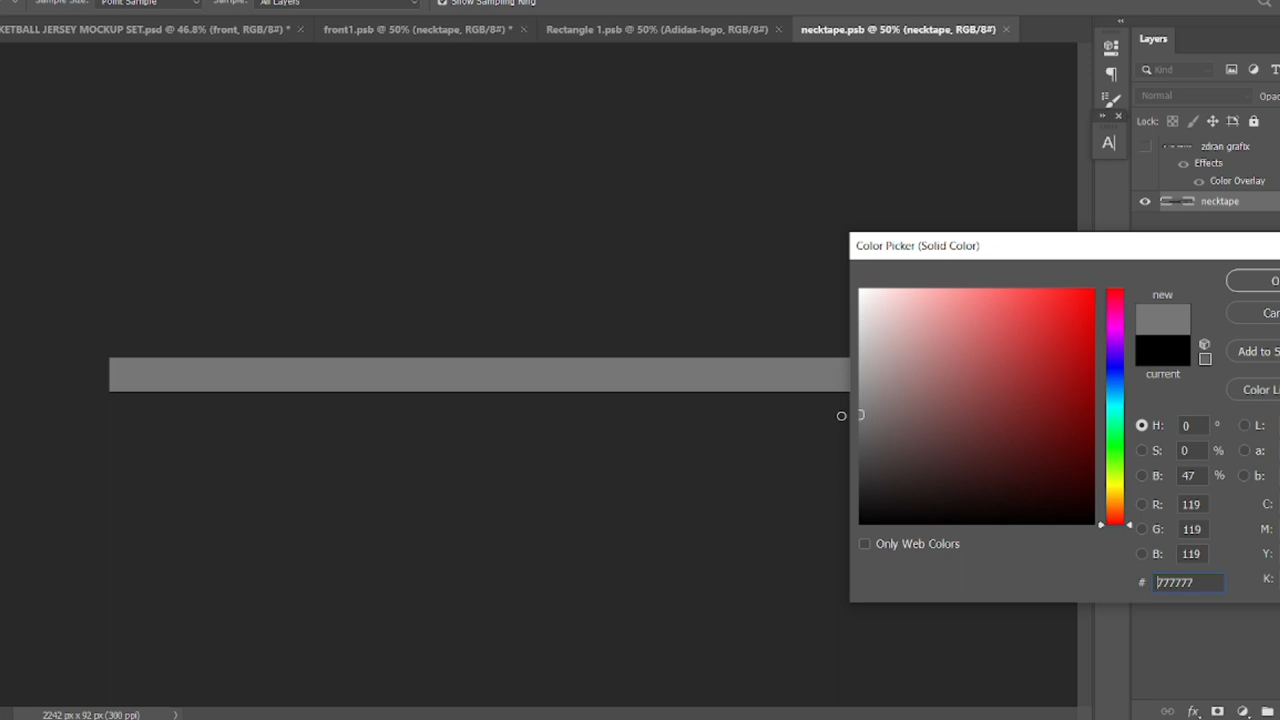 Sample Size: Point Sample Sample: All Layers Show Sampling Ring
KETBALL JERSEY MOCKUP SET.psd @ 46.8% (front, RGB/8#) * × front1.psb @ 50% (necktape, RGB/8#) * × Rectangle 1.psb @ 50% (Adidas-logo, RGB/8#) × necktape.psb @ 50% (necktape, RGB/8#) ×
Layers
Kind
Normal Opac
Lock:
zdran grafix
Effects
Color Overlay
necktape
Color Picker (Solid Color)
new
current
O
Can
Add to S
Color Li
H: 0 ° L:
S: 0 % a:
B: 47 % b:
R: 119 C:
G: 119 M:
B: 119 Y:
# 777777 K:
Only Web Colors
2242 px x 92 px (300 ppi)